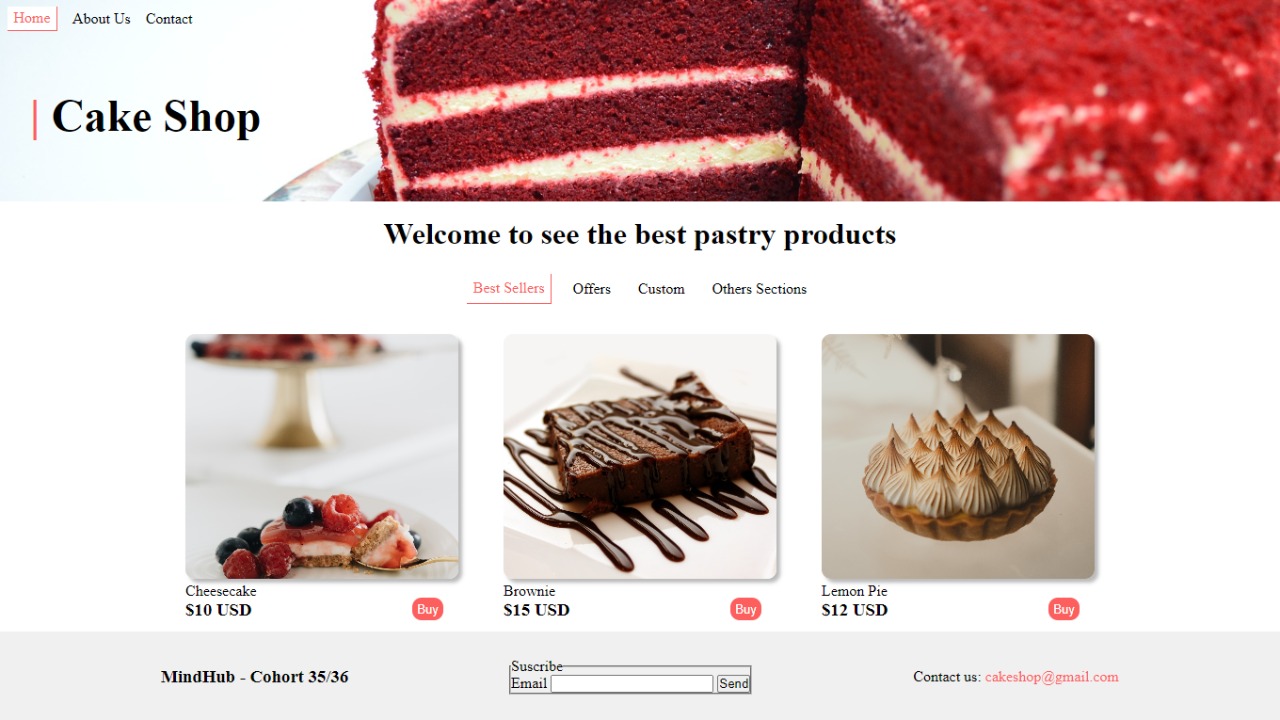 Home About Us Contact
| Cake Shop
Welcome to see the best pastry products
Best Sellers Offers Custom Others Sections
Cheesecake Brownie Lemon Pie
$10 USD Buy $15 USD Buy $12 USD Buy
Suscribe
MindHub - Cohort 35/36 Email Send Contact us: cakeshop@gmail.com